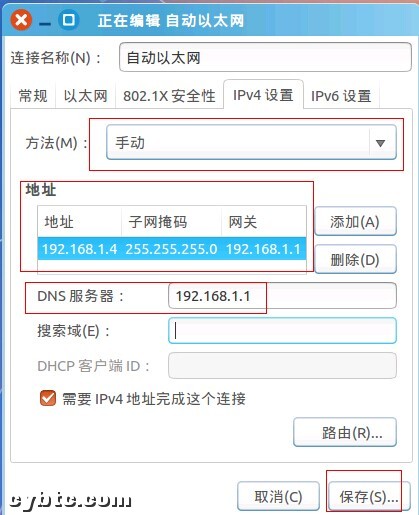 正在编辑 自动以太网
连接名称(N)： 自动以太网
常规 以太网 802.1X 安全性 IPv4 设置 IPv6 设置
方法(M)： 手动
地址
地址 子网掩码 网关
192.168.1.4 255.255.255.0 192.168.1.1
添加(A)
删除(D)
DNS 服务器： 192.168.1.1
搜索域(E)：
DHCP 客户端 ID：
需要 IPv4 地址完成这个连接
路由(R)...
取消(C) 保存(S)...
cybtc.com